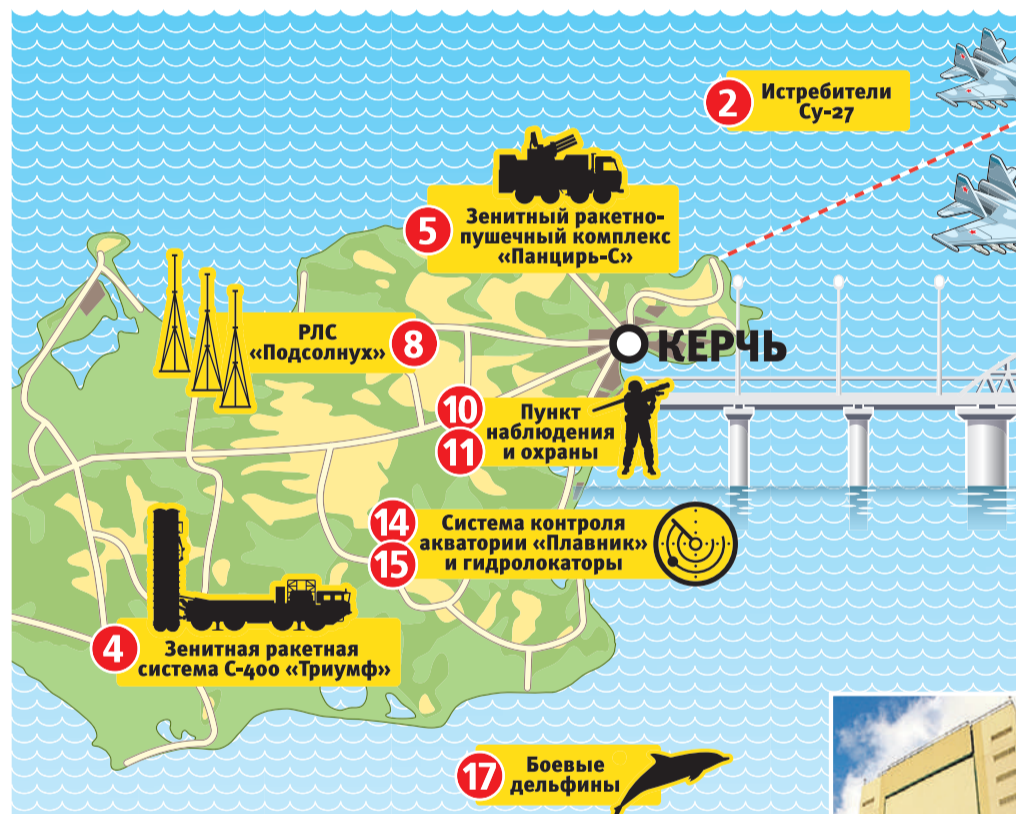 2
Истребители
Су-27
5
Зенитный ракетно-
пушечный комплекс
«Панцирь-С»
РЛС
«Подсолнух»
8
КЕРЧЬ
10
11
Пункт
наблюдения
и охраны
14
15
Система контроля
акватории «Плавник»
и гидролокаторы
4
Зенитная ракетная
система С-400 «Триумф»
17
Боевые
дельфины